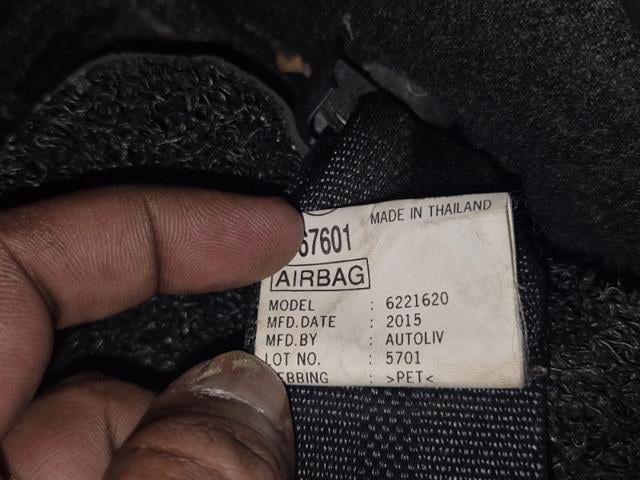 MADE IN THAILAND
67601
AIRBAG
MODEL : 6221620
MFD.DATE : 2015
MFD.BY : AUTOLIV
LOT NO. : 5701
EBBING : >PET<